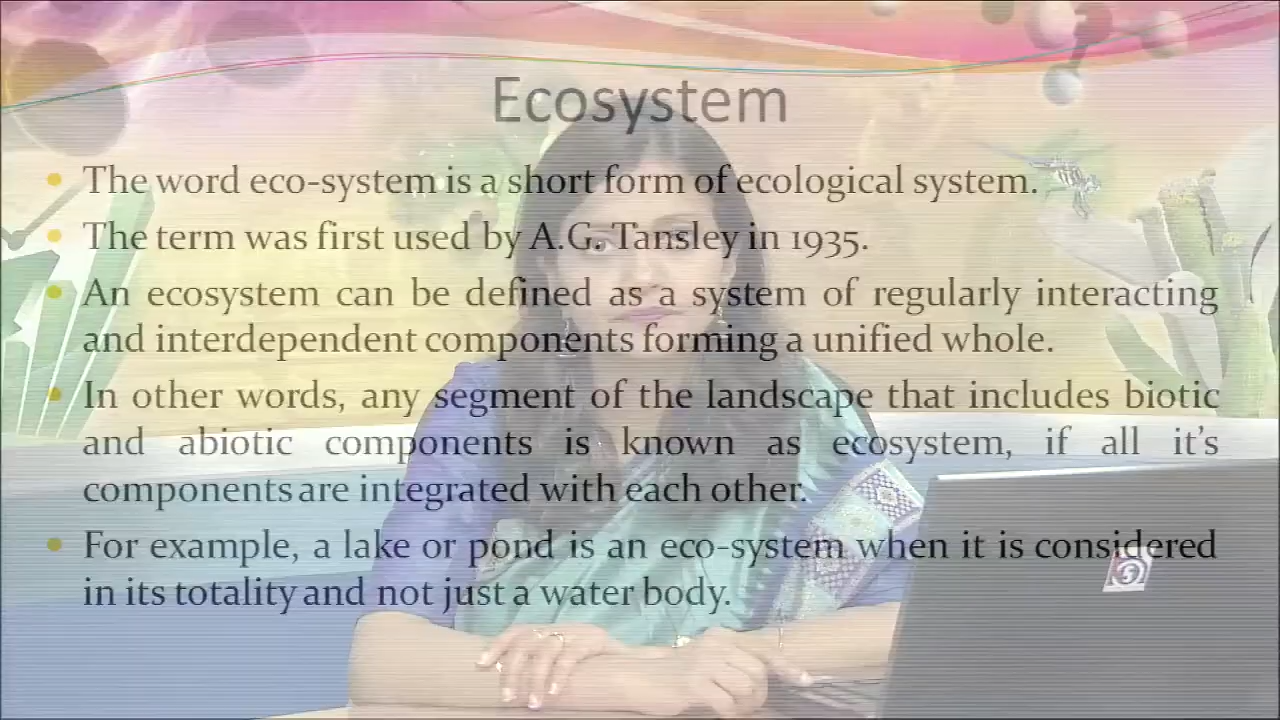 Ecosystem
• The word eco-system is a short form of ecological system.
• The term was first used by A.G. Tansley in 1935.
• An ecosystem can be defined as a system of regularly interacting
and interdependent components forming a unified whole.
• In other words, any segment of the landscape that includes biotic
and abiotic components is known as ecosystem, if all it's
components are integrated with each other.
• For example, a lake or pond is an eco-system when it is considered
in its totality and not just a water body.